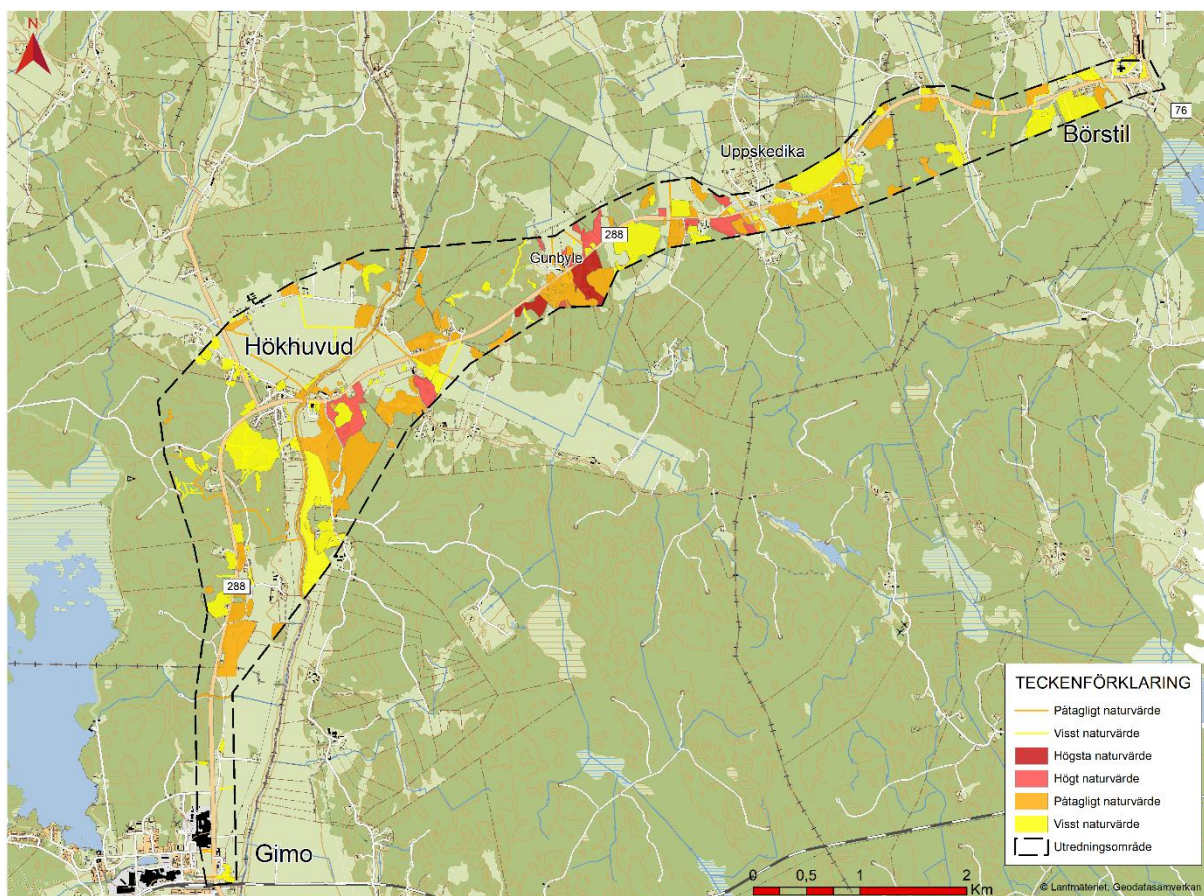 N
76
Börstil
Uppskedika
288
Gunbyle
Hökhuvud
288
Gimo
TECKENFÖRKLARING
Påtagligt naturvärde
Visst naturvärde
Högsta naturvärde
Högt naturvärde
Påtagligt naturvärde
Visst naturvärde
Utredningsområde
0 0,5 1 2
Km
© Lantmäteriet, Geodatasamverkan